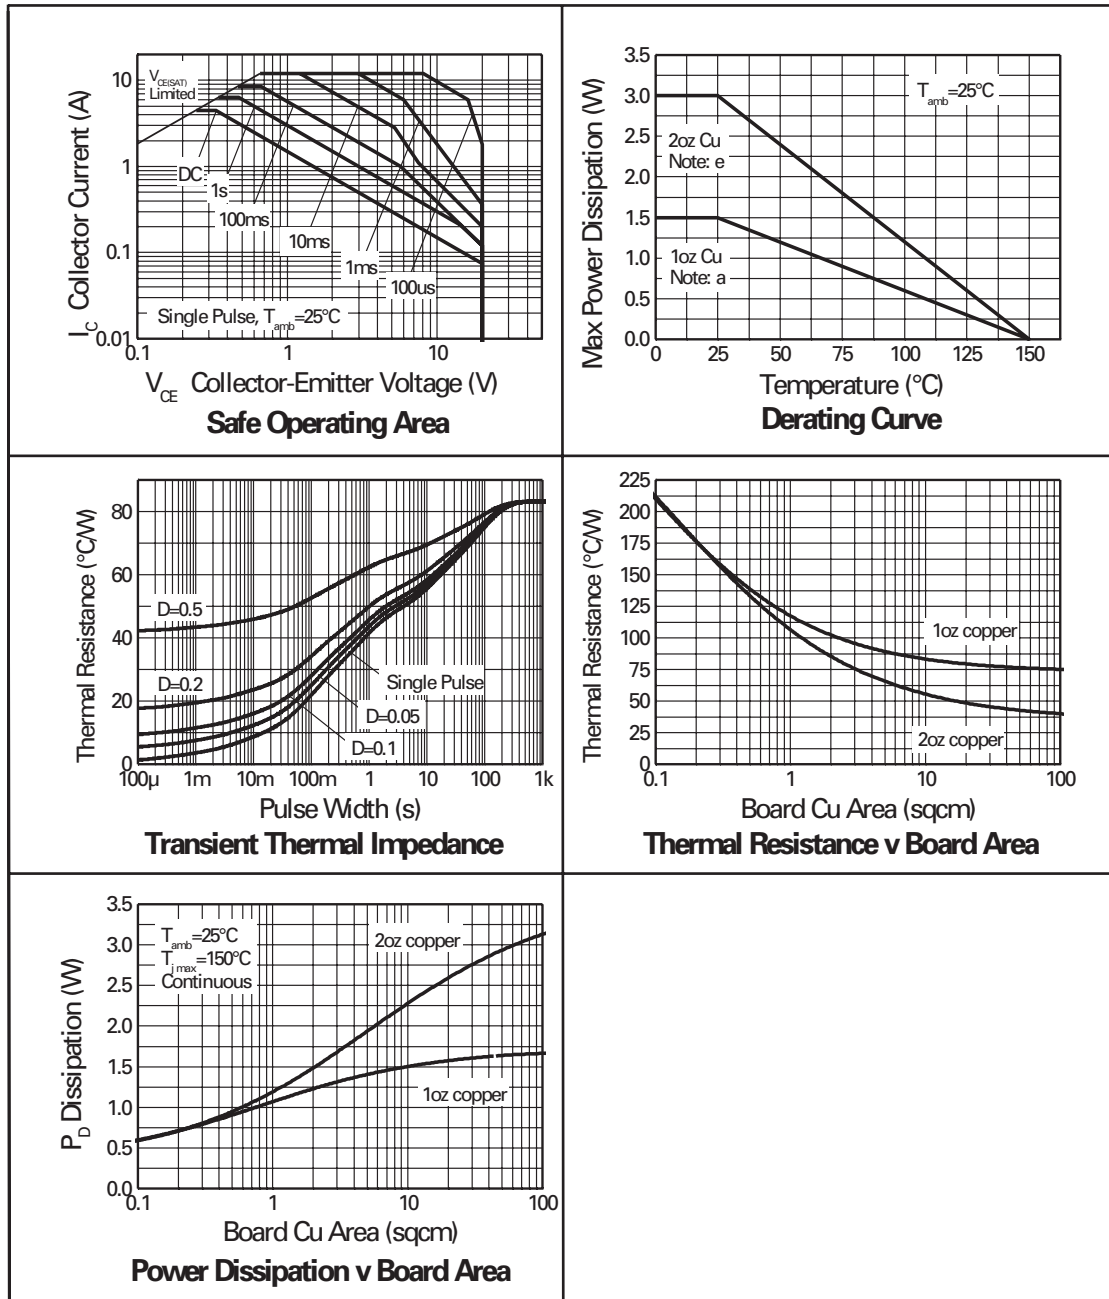 V CE(SAT)
Limited
10
1
0.1
0.01
DC
1s
100ms
10ms
1ms
100us
Single Pulse, Tamb=25°C
0.1 1 10
I C Collector Current (A)
VCE Collector-Emitter Voltage (V)
Safe Operating Area
3.5
3.0
2.5
2.0
1.5
1.0
0.5
0.0
Tamb=25°C
2oz Cu
Note: e
1oz Cu
Note: a
0 25 50 75 100 125 150
Max Power Dissipation (W)
Temperature (°C)
Derating Curve
80
60
40
20
0
D=0.5
D=0.2
Single Pulse
D=0.05
D=0.1
100µ 1m 10m 100m 1 10 100 1k
Thermal Resistance (°C/W)
Pulse Width (s)
Transient Thermal Impedance
225
200
175
150
125
100
75
50
25
0
1oz copper
2oz copper
0.1 1 10 100
Thermal Resistance (°C/W)
Board Cu Area (sqcm)
Thermal Resistance v Board Area
3.5
3.0
2.5
2.0
1.5
1.0
0.5
0.0
Tamb=25°C
Tj max=150°C
Continuous
2oz copper
1oz copper
0.1 1 10 100
PD Dissipation (W)
Board Cu Area (sqcm)
Power Dissipation v Board Area